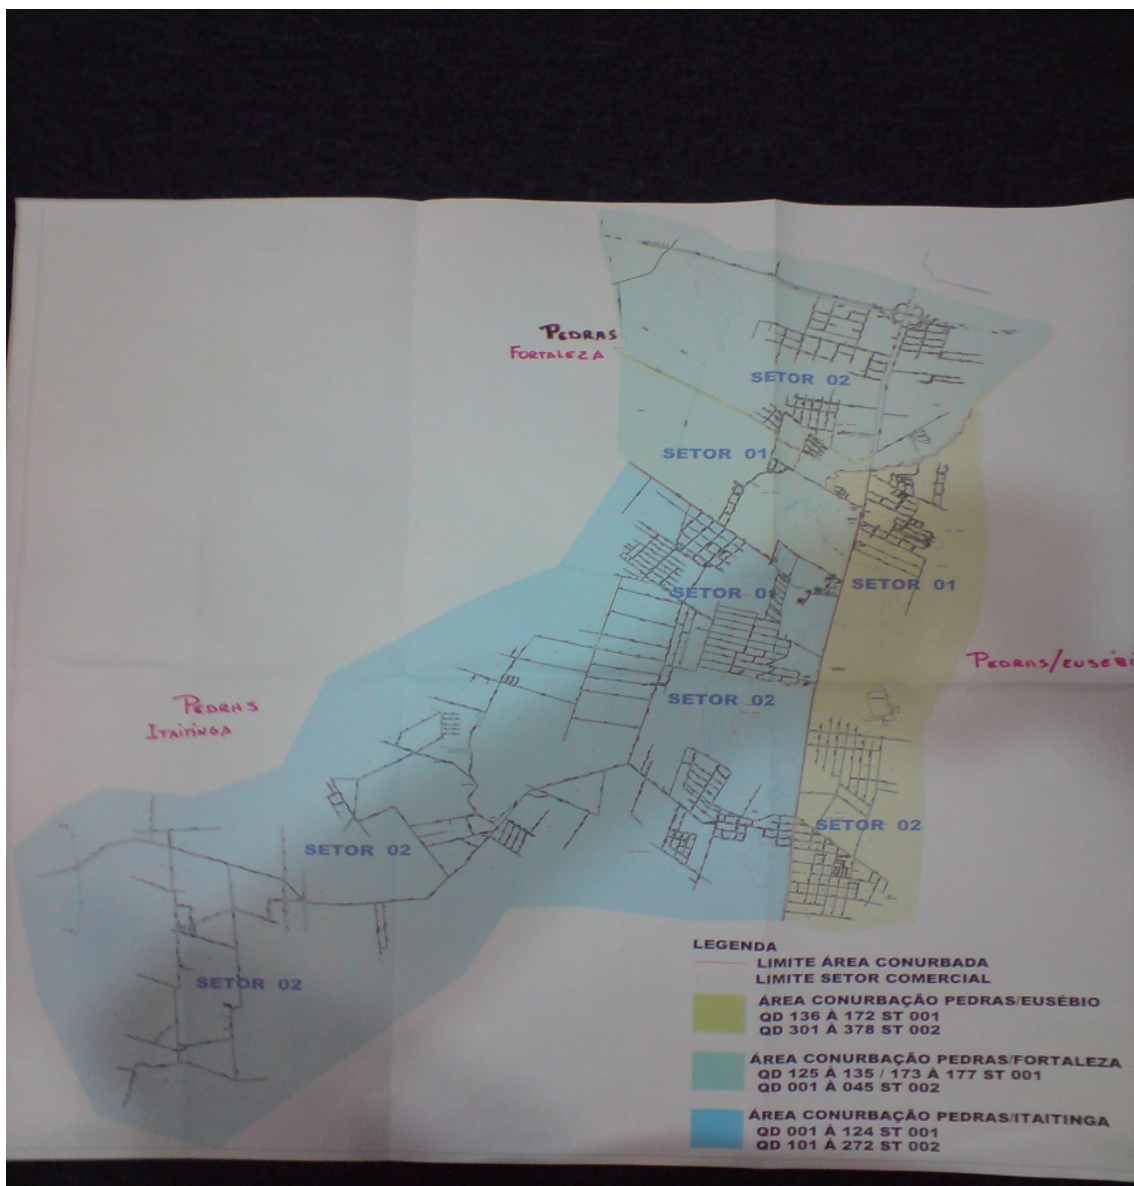 PEDRAS
FORTALEZA
SETOR 02
SETOR 01
SETOR 01
SETOR 01
PEDRAS/EUSÉBI
PEDRAS
ITAITINGA
SETOR 02
SETOR 02
SETOR 02
SETOR 02
LEGENDA
LIMITE ÁREA CONURBADA
LIMITE SETOR COMERCIAL
ÁREA CONURBAÇÃO PEDRAS/EUSÉBIO
QD 136 À 172 ST 001
QD 301 À 378 ST 002
ÁREA CONURBAÇÃO PEDRAS/FORTALEZA
QD 125 À 135 / 173 À 177 ST 001
QD 001 À 045 ST 002
ÁREA CONURBAÇÃO PEDRAS/ITAITINGA
QD 001 À 124 ST 001
QD 101 À 272 ST 002